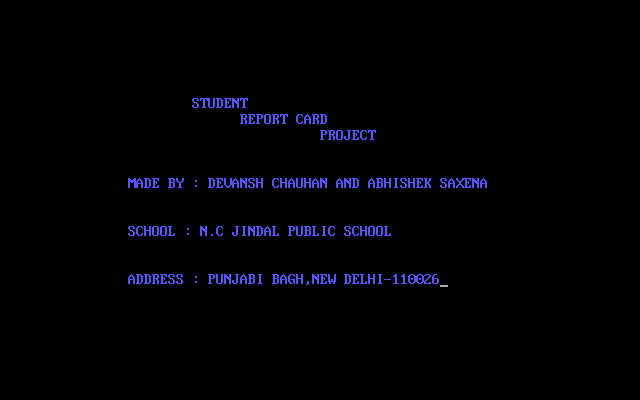 STUDENT
REPORT CARD
PROJECT
MADE BY : DEVANSH CHAUHAN AND ABHISHEK SAXENA
SCHOOL : N.C JINDAL PUBLIC SCHOOL
ADDRESS : PUNJABI BAGH,NEW DELHI-110026_